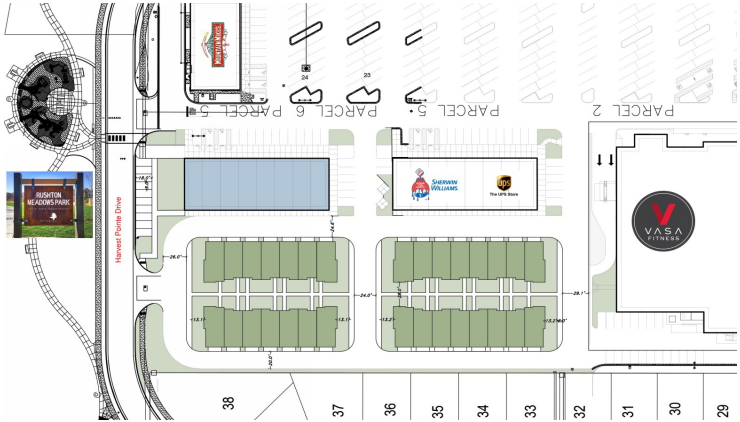 MOUNTAIN MIKE'S
24
23
PARCEL 5
PARCEL 6
PARCEL 5
PARCEL 2
18.0'
RUSHTON
MEADOWS PARK
Harvest Pointe Drive
SHERWIN
WILLIAMS.
ups
The UPS Store
VASA
FITNESS
24.0'
26.0'
24.0'
29.1'
13.1
13.1
13.2
13.2
20.0'
38
37
36
35
34
33
32
31
30
29